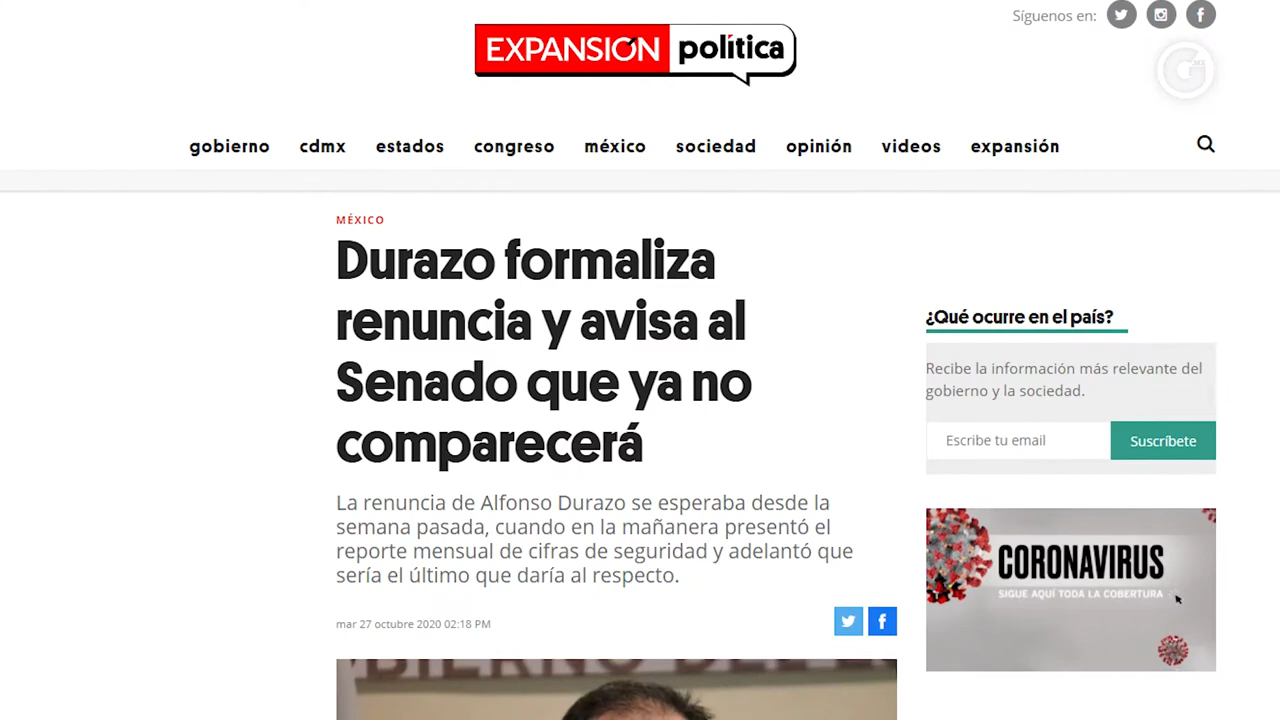 Síguenos en:
EXPANSIÓN política
gobierno cdmx estados congreso méxico sociedad opinión videos expansión
MÉXICO
Durazo formaliza
renuncia y avisa al
Senado que ya no
comparecerá
La renuncia de Alfonso Durazo se esperaba desde la
semana pasada, cuando en la mañanera presentó el
reporte mensual de cifras de seguridad y adelantó que
sería el último que daría al respecto.
mar 27 octubre 2020 02:18 PM
¿Qué ocurre en el país?
Recibe la información más relevante del
gobierno y la sociedad.
Escribe tu email
Suscríbete
CORONAVIRUS
SIGUE AQUÍ TODA LA COBERTURA